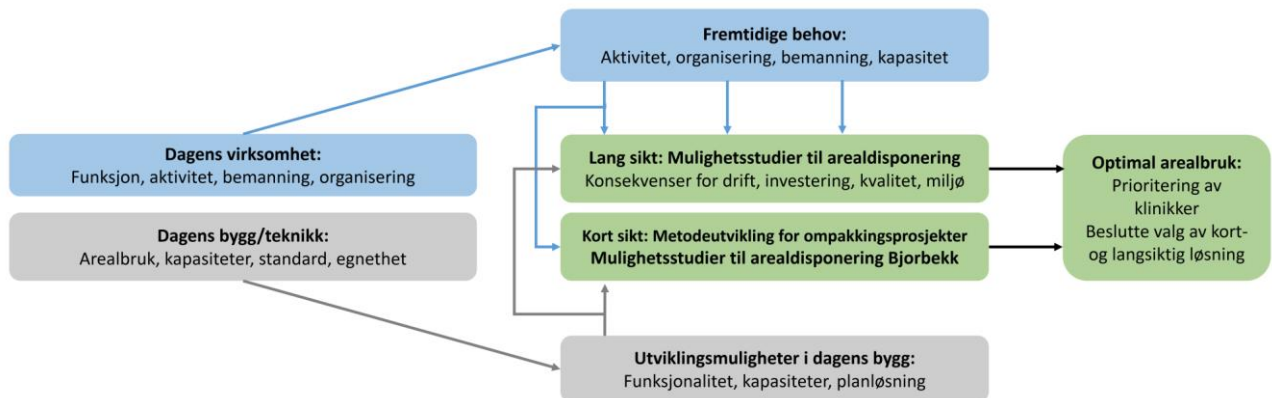 Fremtidige behov:
Aktivitet, organisering, bemanning, kapasitet
Dagens virksomhet:
Funksjon, aktivitet, bemanning, organisering
Lang sikt: Mulighetsstudier til arealdisponering
Konsekvenser for drift, investering, kvalitet, miljø
Optimal arealbruk:
Prioritering av
klinikker
Beslutte valg av kort-
og langsiktig løsning
Dagens bygg/teknikk:
Arealbruk, kapasiteter, standard, egnethet
Kort sikt: Metodeutvikling for ompakkingsprosjekter
Mulighetsstudier til arealdisponering Bjorbekk
Utviklingsmuligheter i dagens bygg:
Funksjonalitet, kapasiteter, planløsning